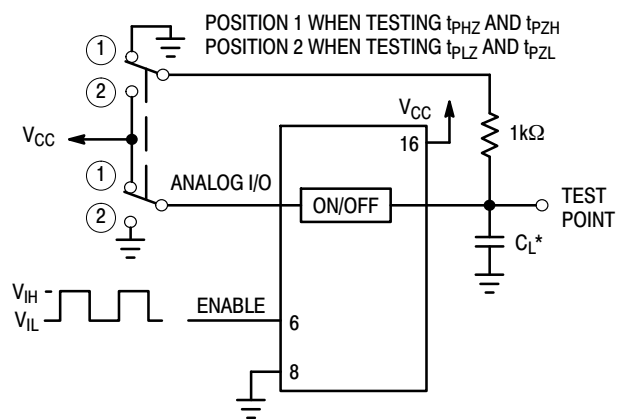 POSITION 1 WHEN TESTING tPHZ AND tPZH
POSITION 2 WHEN TESTING tPLZ AND tPZL
1
2
VCC
VCC
16
1kΩ
1
ANALOG I/O
ON/OFF
TEST
POINT
2
CL*
VIH
VIL
ENABLE
6
8